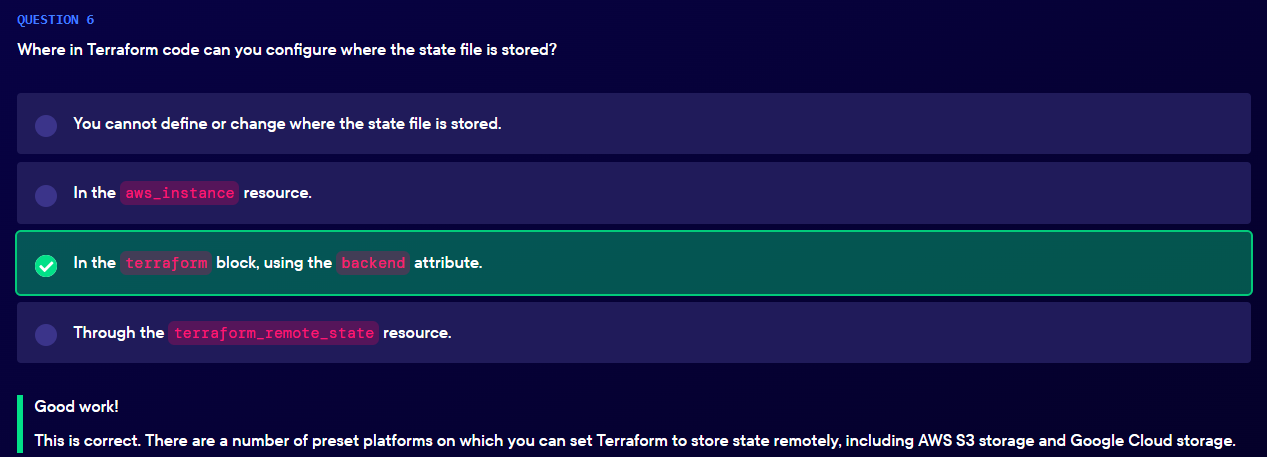 QUESTION 6
Where in Terraform code can you configure where the state file is stored?
You cannot define or change where the state file is stored.
In the aws_instance resource.
In the terraform block, using the backend attribute.
Through the terraform_remote_state resource.
Good work!
This is correct. There are a number of preset platforms on which you can set Terraform to store state remotely, including AWS S3 storage and Google Cloud storage.